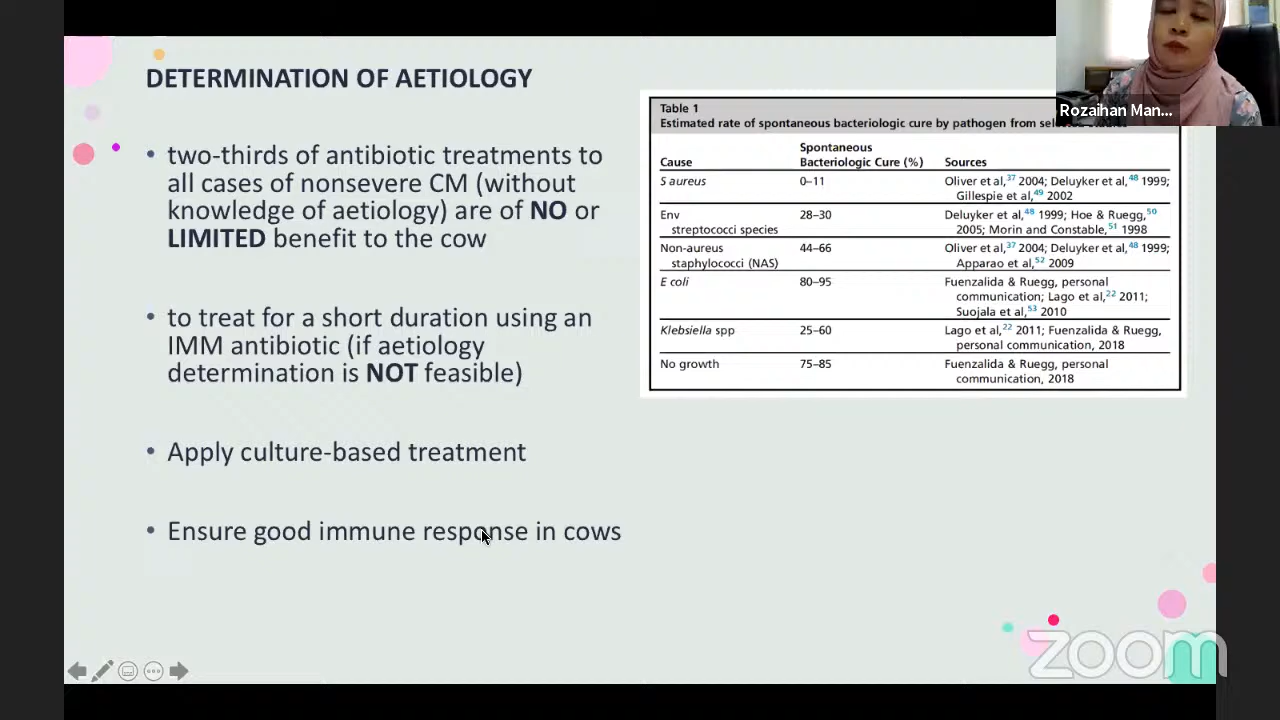 DETERMINATION OF AETIOLOGY
• two-thirds of antibiotic treatments to
all cases of nonsevere CM (without
knowledge of aetiology) are of NO or
LIMITED benefit to the cow
• to treat for a short duration using an
IMM antibiotic (if aetiology
determination is NOT feasible)
• Apply culture-based treatment
• Ensure good immune response in cows
Table 1
Estimated rate of spontaneous bacteriologic cure by pathogen from
Cause
Spontaneous
Bacteriologic Cure (%)
Sources
S aureus 0–11 Oliver et al,37 2004; Deluyker et al,48 1999;
Gillespie et al,49 2002
Env 28–30 Deluyker et al,48 1999; Hoe & Ruegg,50
streptococci species 2005; Morin and Constable,51 1998
Non-aureus 44–66 Oliver et al,37 2004; Deluyker et al,48 1999;
staphylococci (NAS) Apparao et al,52 2009
E coli 80–95 Fuenzalida & Ruegg, personal
communication; Lago et al,22 2011;
Suojala et al,53 2010
Klebsiella spp 25–60 Lago et al,22 2011; Fuenzalida & Ruegg,
personal communication, 2018
No growth 75–85 Fuenzalida & Ruegg, personal
communication, 2018
Rozaihan Man...
zoom